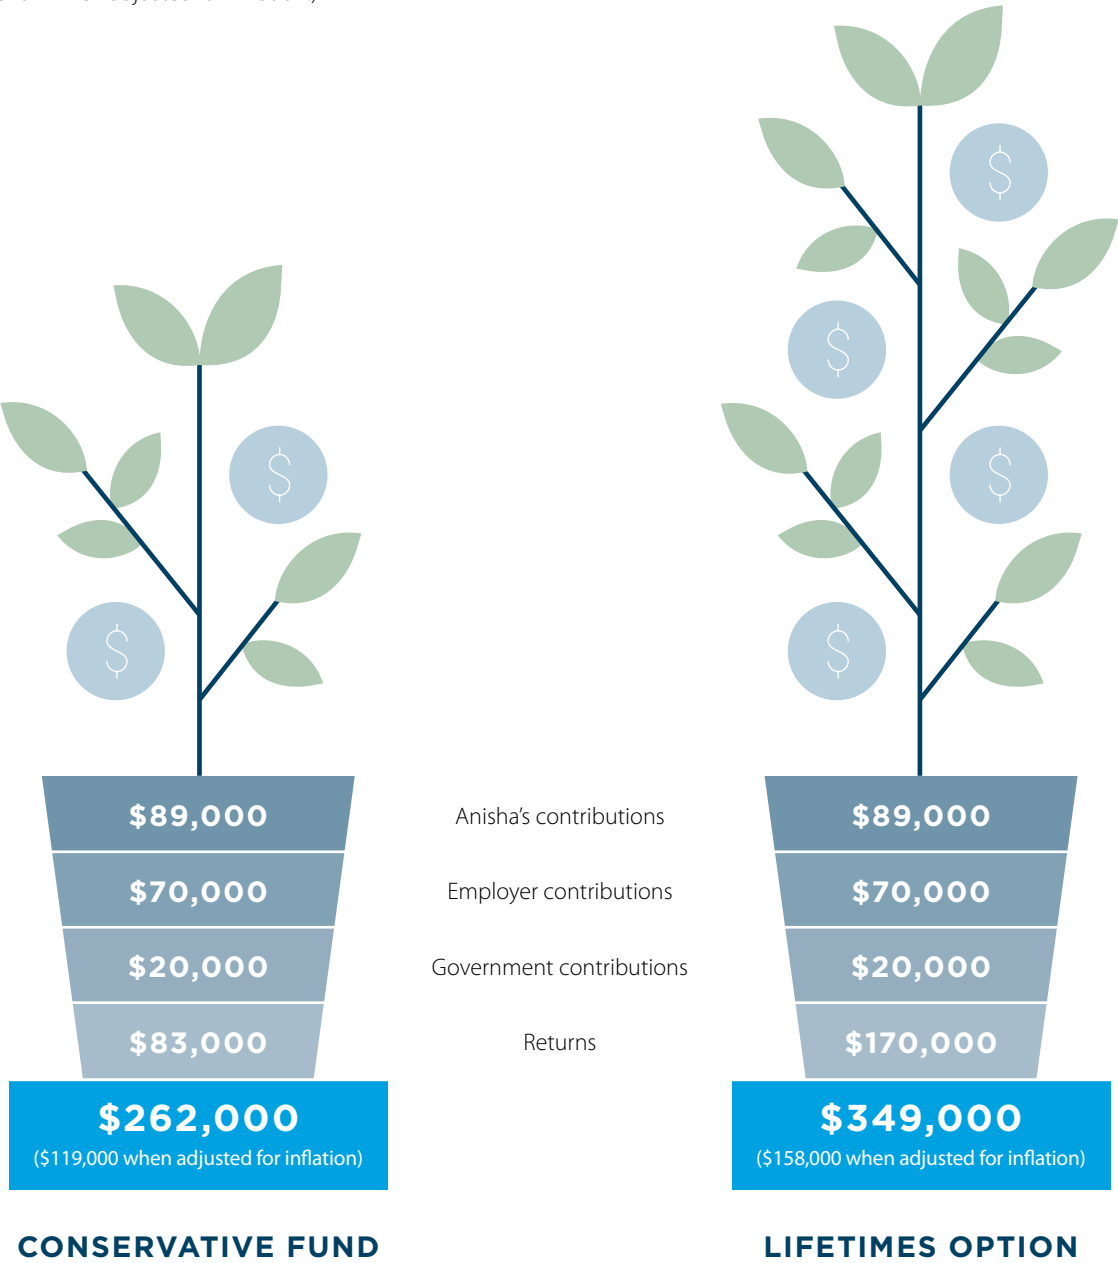 $89,000 Anisha’s contributions $89,000
$70,000 Employer contributions $70,000
$20,000 Government contributions $20,000
$83,000 Returns $170,000
$262,000 $349,000
($119,000 when adjusted for inflation) ($158,000 when adjusted for inflation)
CONSERVATIVE FUND LIFETIMES OPTION